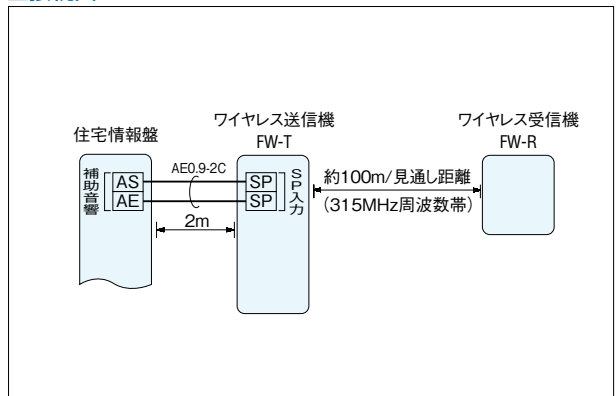 住宅情報盤
ワイヤレス送信機
FW-T
ワイヤレス受信機
FW-R
補助音響
AS
AE
AE0.9-2C
2m
SP
SP
SP入力
約100m/見通し距離
(315MHz周波数帯)